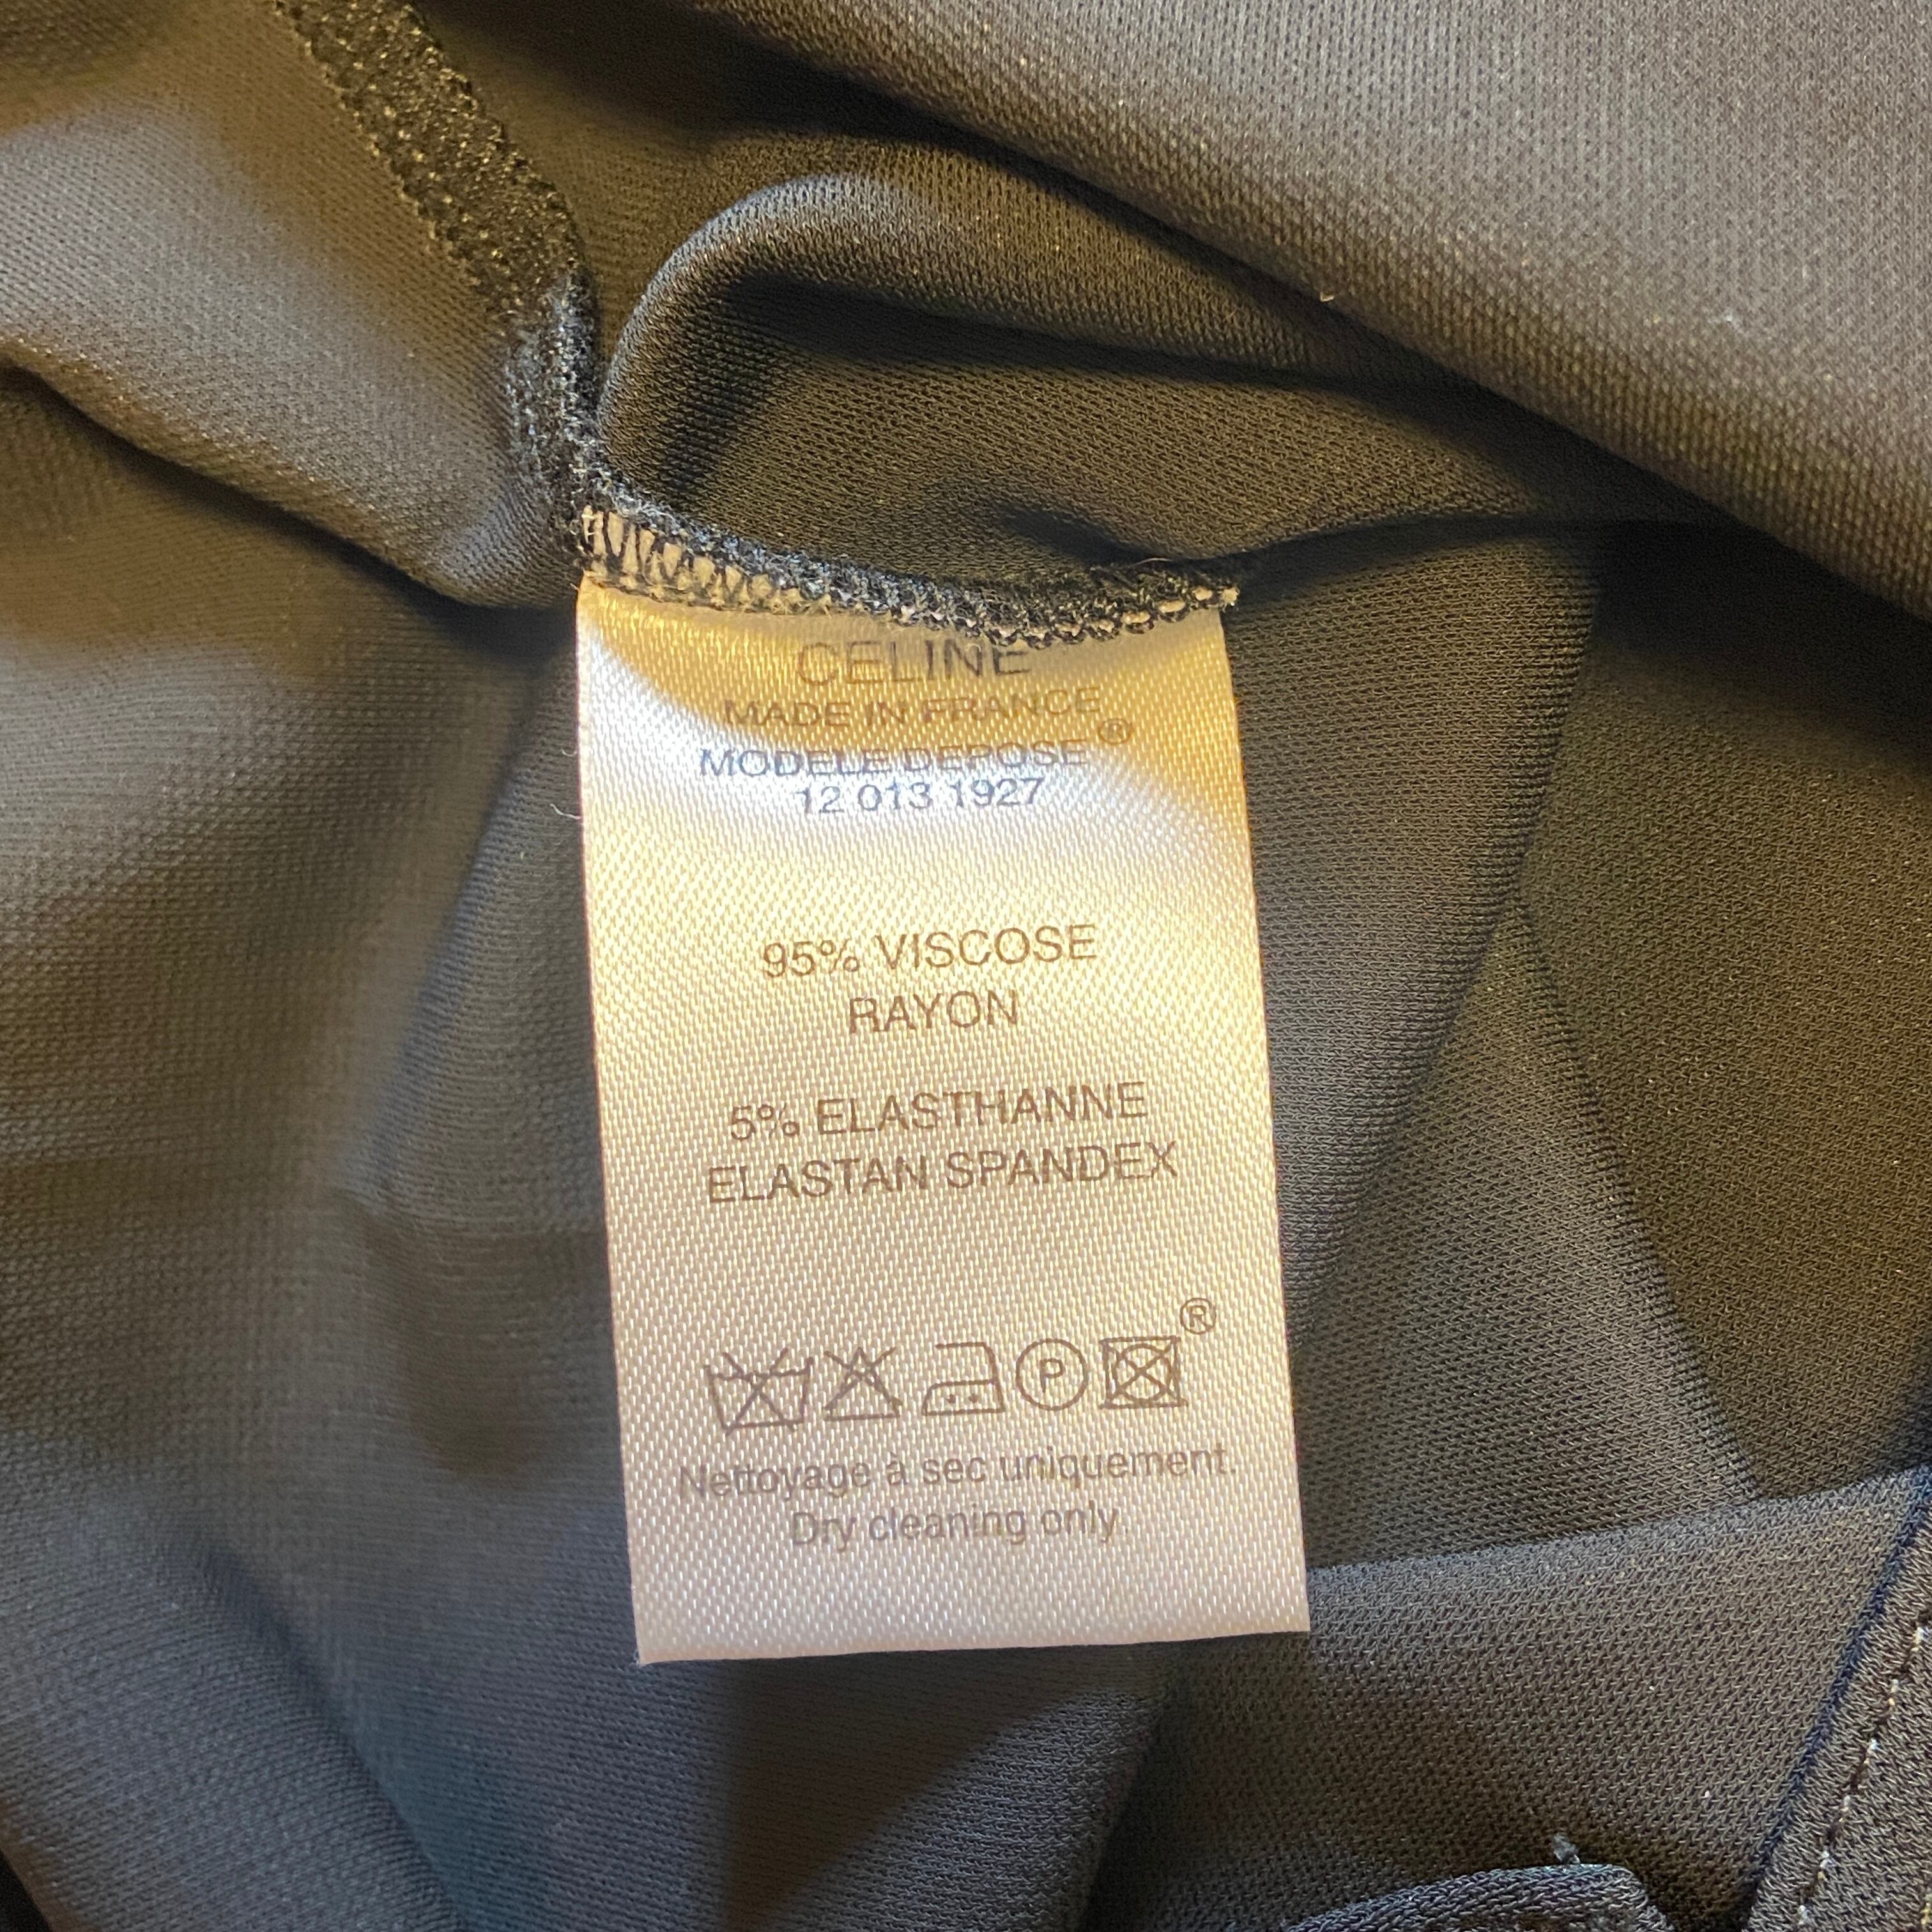 CELINE
MADE IN FRANCE
MODELE DEPOSE ®
12 013 1927
95% VISCOSE
RAYON
5% ELASTHANNE
ELASTAN SPANDEX
®
P
Nettoyage à sec uniquement.
Dry cleaning only.